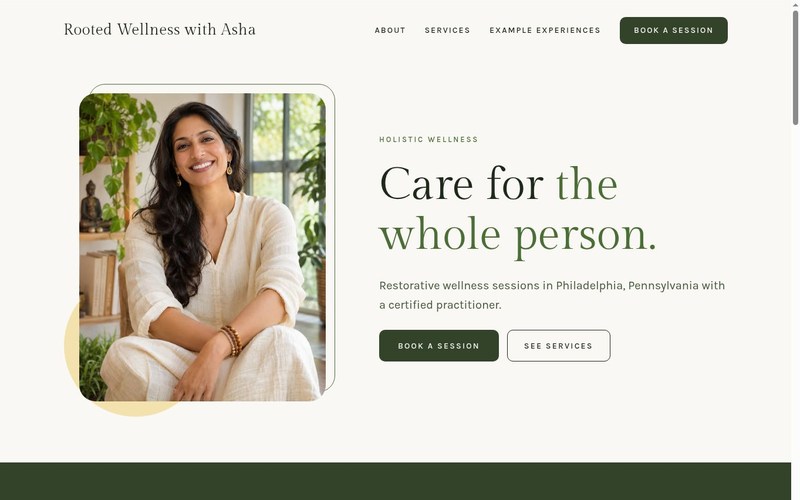 Rooted Wellness with Asha
ABOUT
SERVICES
EXAMPLE EXPERIENCES
BOOK A SESSION
HOLISTIC WELLNESS
Care for the
whole person.
Restorative wellness sessions in Philadelphia, Pennsylvania with
a certified practitioner.
BOOK A SESSION
SEE SERVICES